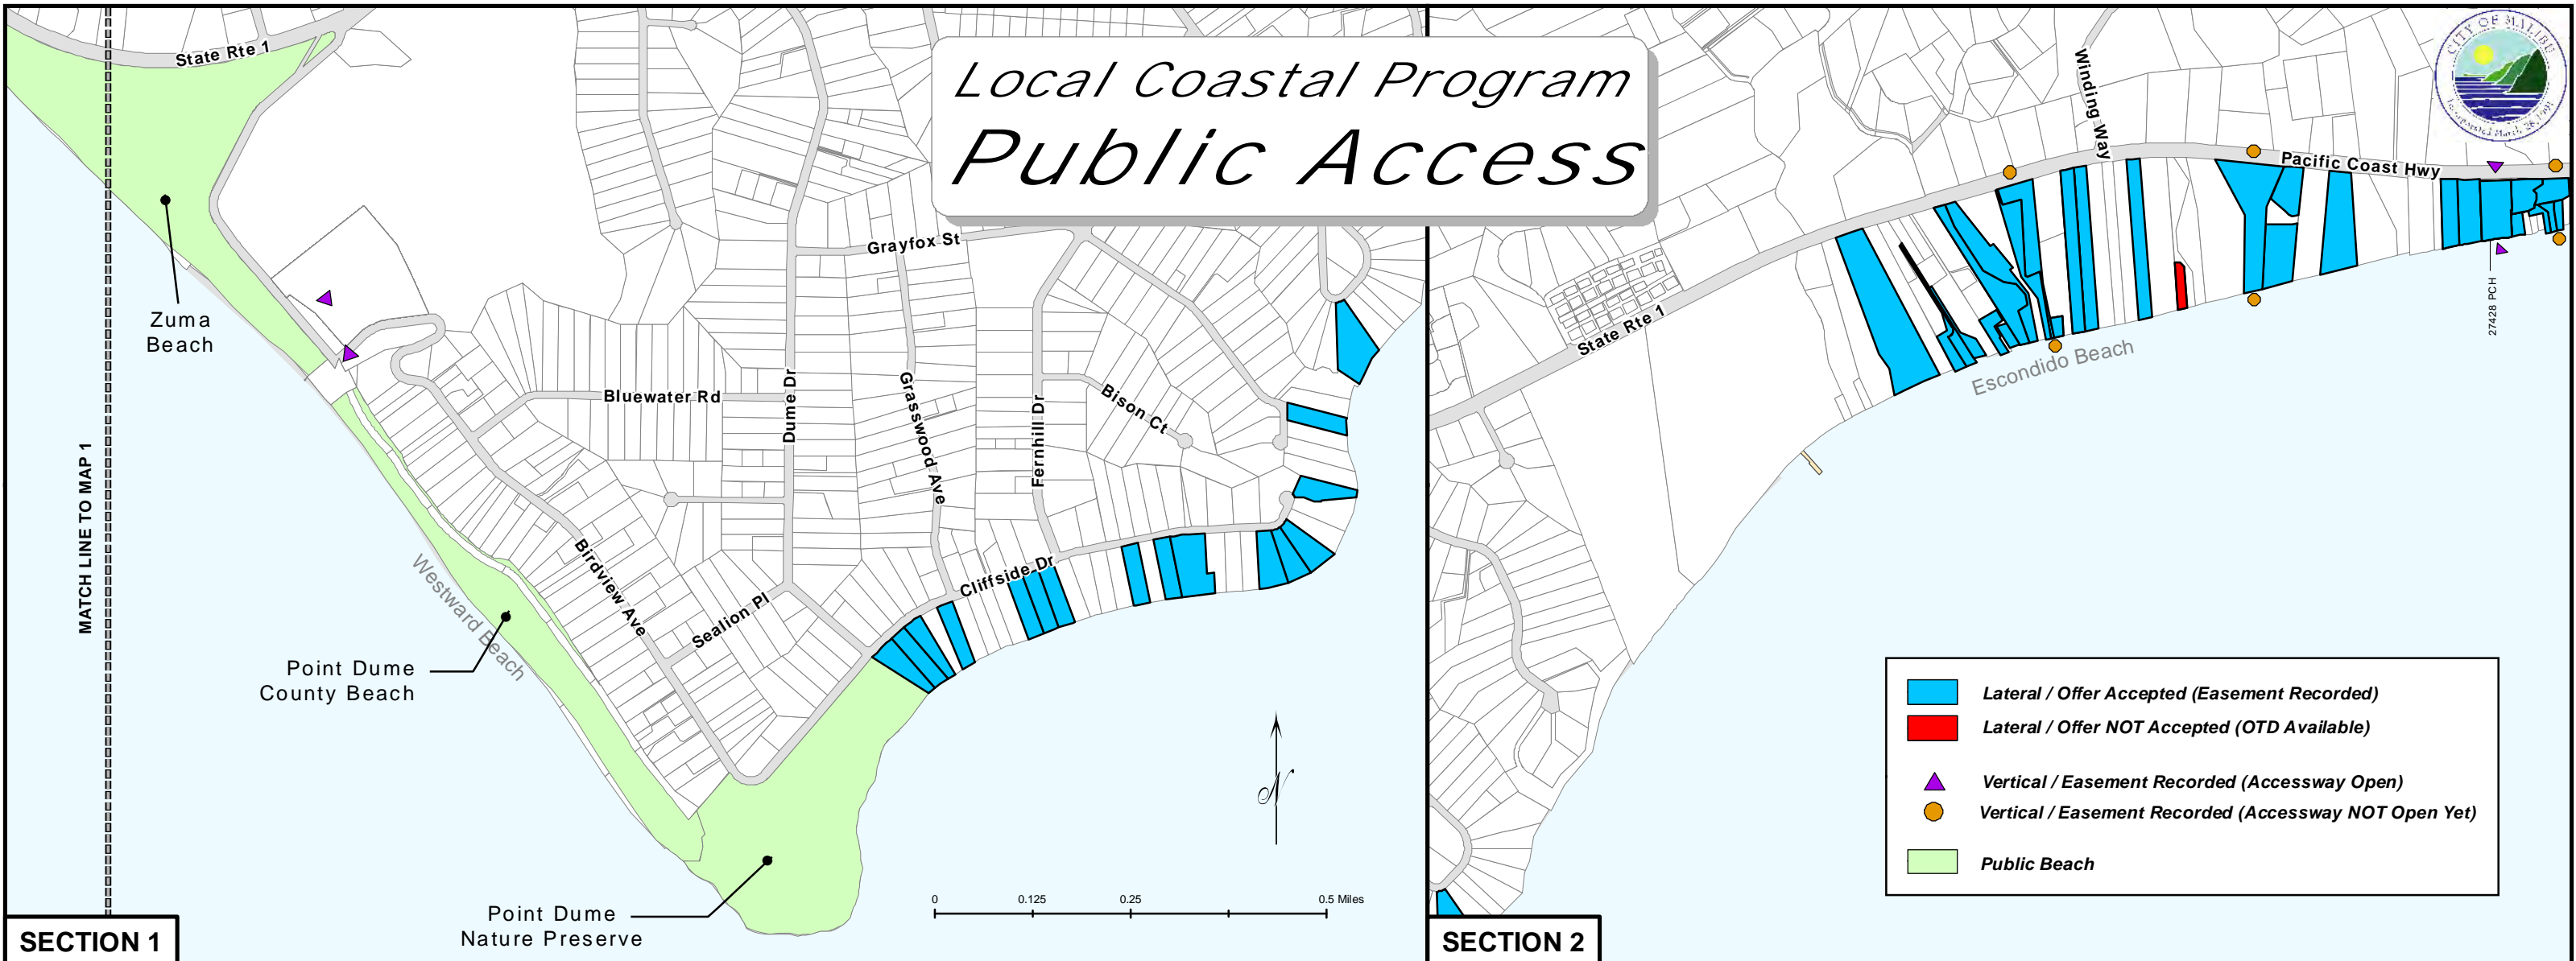 Local Coastal Program
Public Access
CITY OF MALIBU
State Rte 1
Zuma
Beach
MATCH LINE TO MAP 1
Grayfox St
Bluewater Rd
Dume Dr
Grasswood Ave
Fernhill Dr
Bison Ct
Birdview Ave
Sealion Pl
Cliffside Dr
Westward Beach
Point Dume
County Beach
Point Dume
Nature Preserve
N
0 0.125 0.25 0.5 Miles
SECTION 1
Winding Way
Pacific Coast Hwy
State Rte 1
Escondido Beach
27428 PCH
Lateral / Offer Accepted (Easement Recorded)
Lateral / Offer NOT Accepted (OTD Available)
Vertical / Easement Recorded (Accessway Open)
Vertical / Easement Recorded (Accessway NOT Open Yet)
Public Beach
SECTION 2